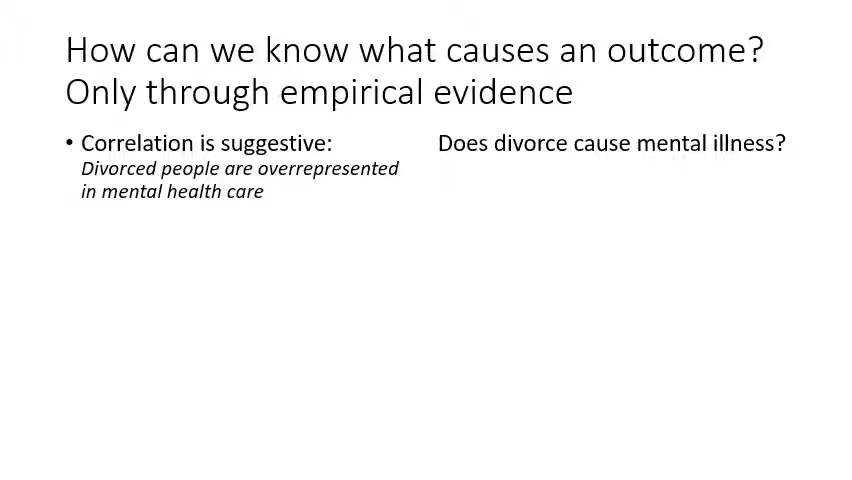 How can we know what causes an outcome?
Only through empirical evidence
• Correlation is suggestive:
Divorced people are overrepresented
in mental health care
Does divorce cause mental illness?